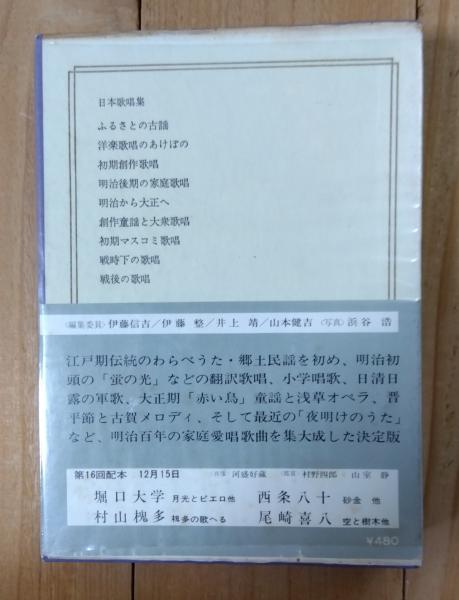 日本歌唱集
ふるさとの古謡
洋楽歌唱のあけぼの
初期創作歌唱
明治後期の家庭歌唱
明治から大正へ
創作童謡と大衆歌唱
初期マスコミ歌唱
戦時下の歌唱
戦後の歌唱
〈編集委員〉伊藤信吉／伊藤 整／井上 靖／山本健吉〈写真〉浜谷 浩
江戸期伝統のわらべうた・郷土民謡を初め、明治初
頭の「蛍の光」などの翻訳歌唱、小学唱歌、日清日
露の軍歌、大正期「赤い鳥」童謡と浅草オペラ、晋
平節と古賀メロディ、そして最近の「夜明けのうた」
など、明治百年の家庭愛唱歌曲を集大成した決定版
第16回配本 12月15日 河盛好蔵 村野四郎 山室 静
堀口大学 月光とピエロ他 西条八十 砂金 他
村山槐多 槐多の歌へる 尾崎喜八 空と樹木他
¥480